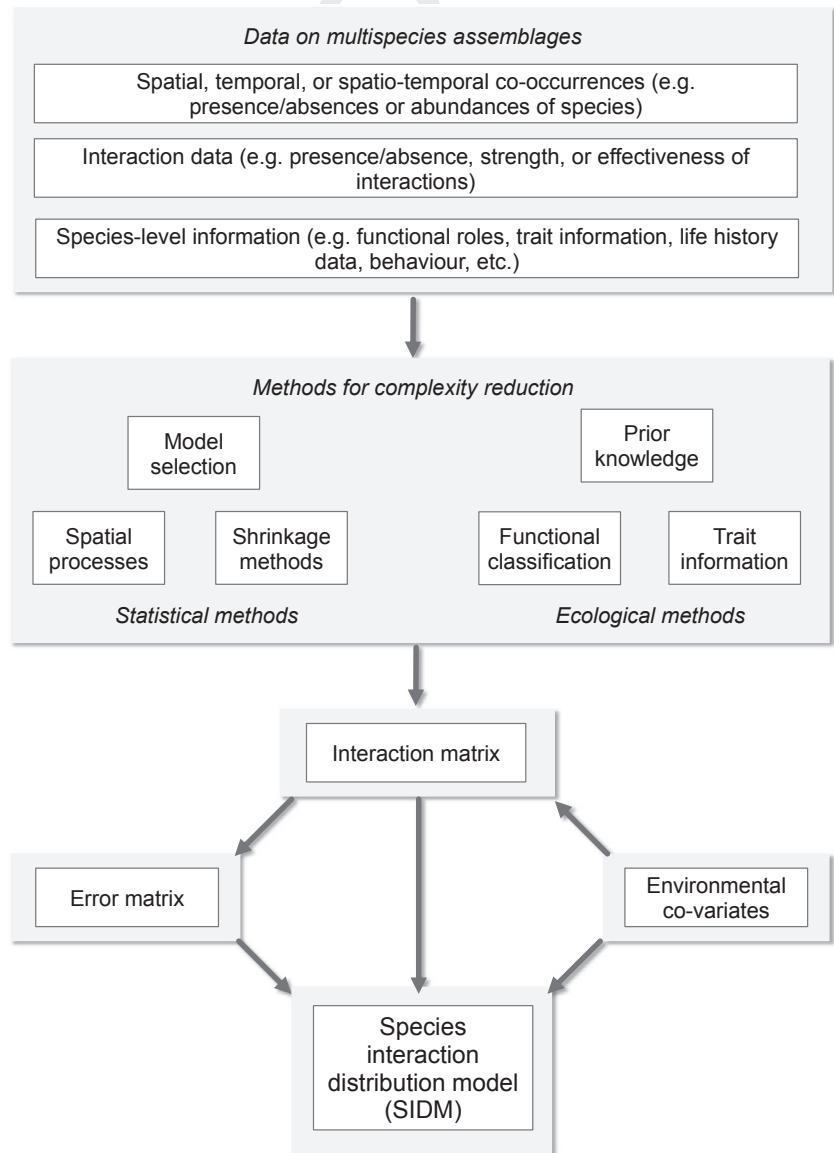 Data on multispecies assemblages
Spatial, temporal, or spatio-temporal co-occurrences (e.g.
presence/absences or abundances of species)
Interaction data (e.g. presence/absence, strength, or effectiveness of
interactions)
Species-level information (e.g. functional roles, trait information, life history
data, behaviour, etc.)
Methods for complexity reduction
Model
selection
Prior
knowledge
Spatial
processes
Shrinkage
methods
Functional
classification
Trait
information
Statistical methods
Ecological methods
Interaction matrix
Error matrix
Environmental
co-variates
Species
interaction
distribution model
(SIDM)